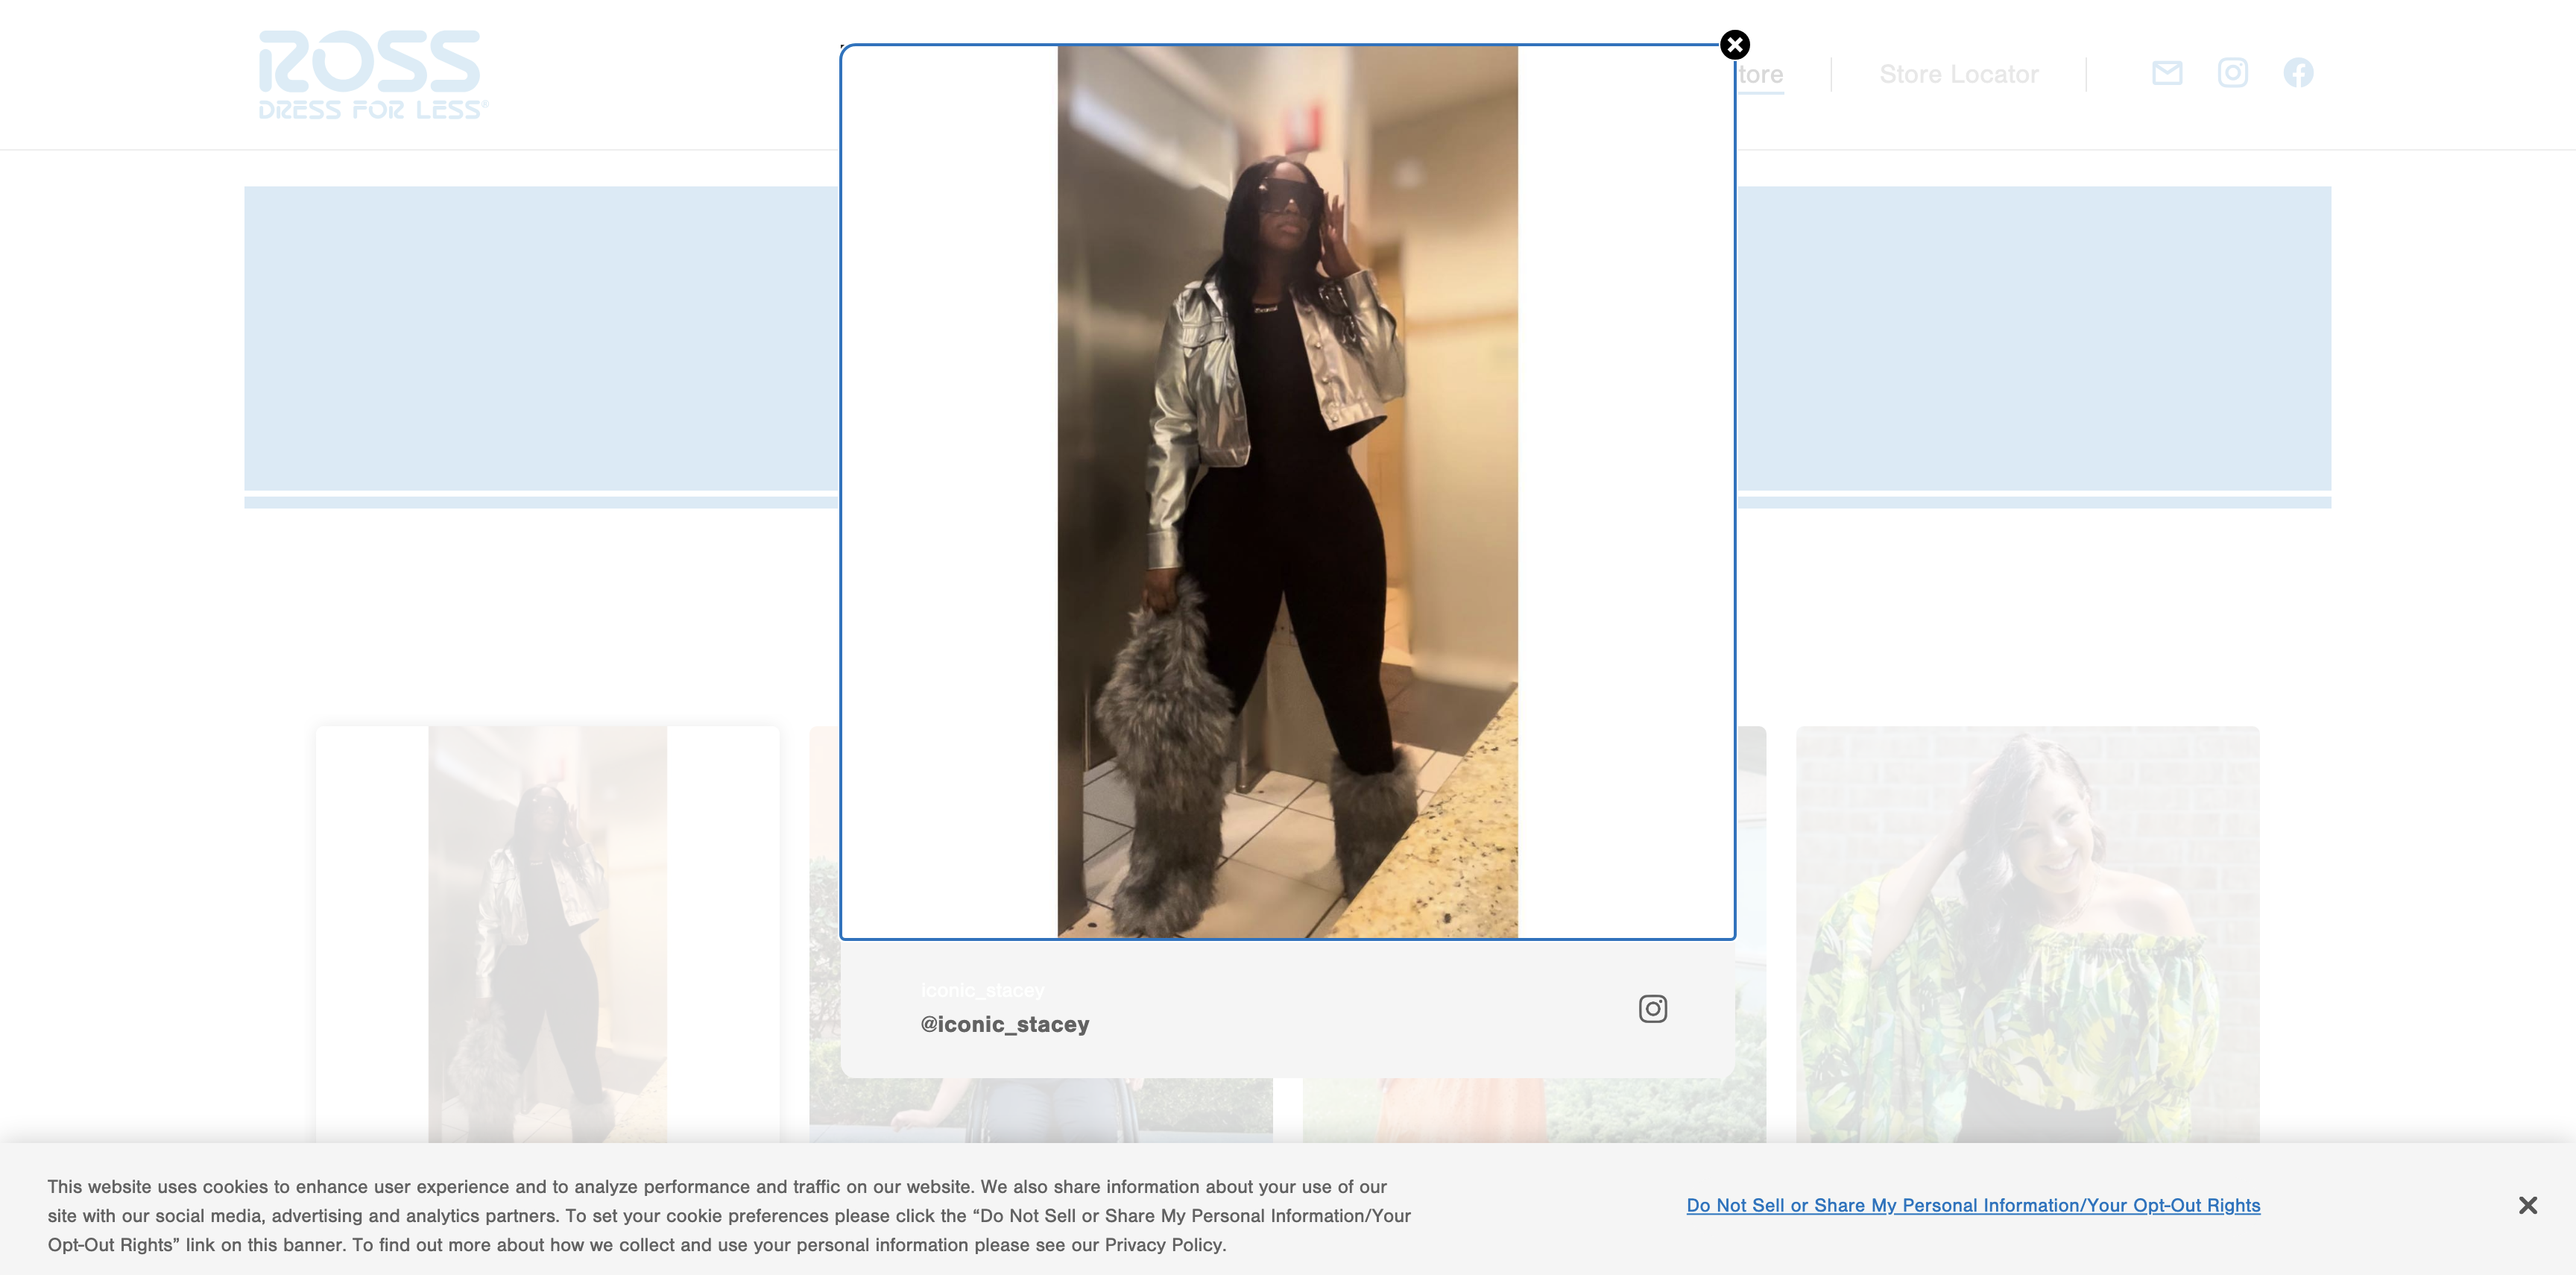 ROSS
DRESS FOR LESS®
tore
Store Locator
iconic_stacey
@iconic_stacey
This website uses cookies to enhance user experience and to analyze performance and traffic on our website. We also share information about your use of our
site with our social media, advertising and analytics partners. To set your cookie preferences please click the “Do Not Sell or Share My Personal Information/Your
Opt-Out Rights” link on this banner. To find out more about how we collect and use your personal information please see our Privacy Policy.
Do Not Sell or Share My Personal Information/Your Opt-Out Rights